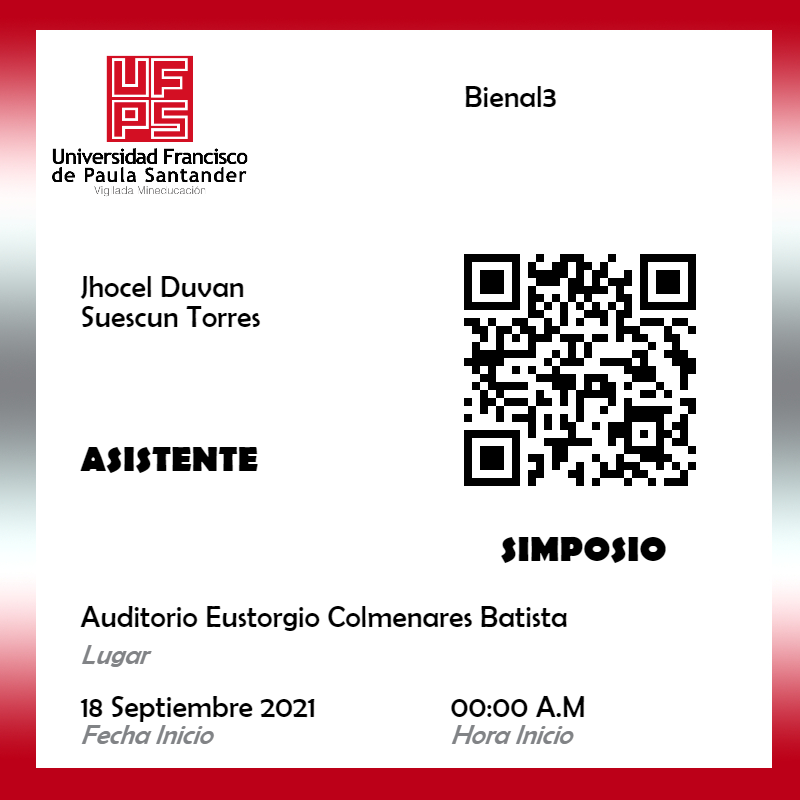 UFPS
Universidad Francisco
de Paula Santander
Vigilada Mineducación
Bienal3
Jhocel Duvan
Suescun Torres
ASISTENTE
SIMPOSIO
Auditorio Eustorgio Colmenares Batista
Lugar
18 Septiembre 2021
00:00 A.M
Fecha Inicio
Hora Inicio